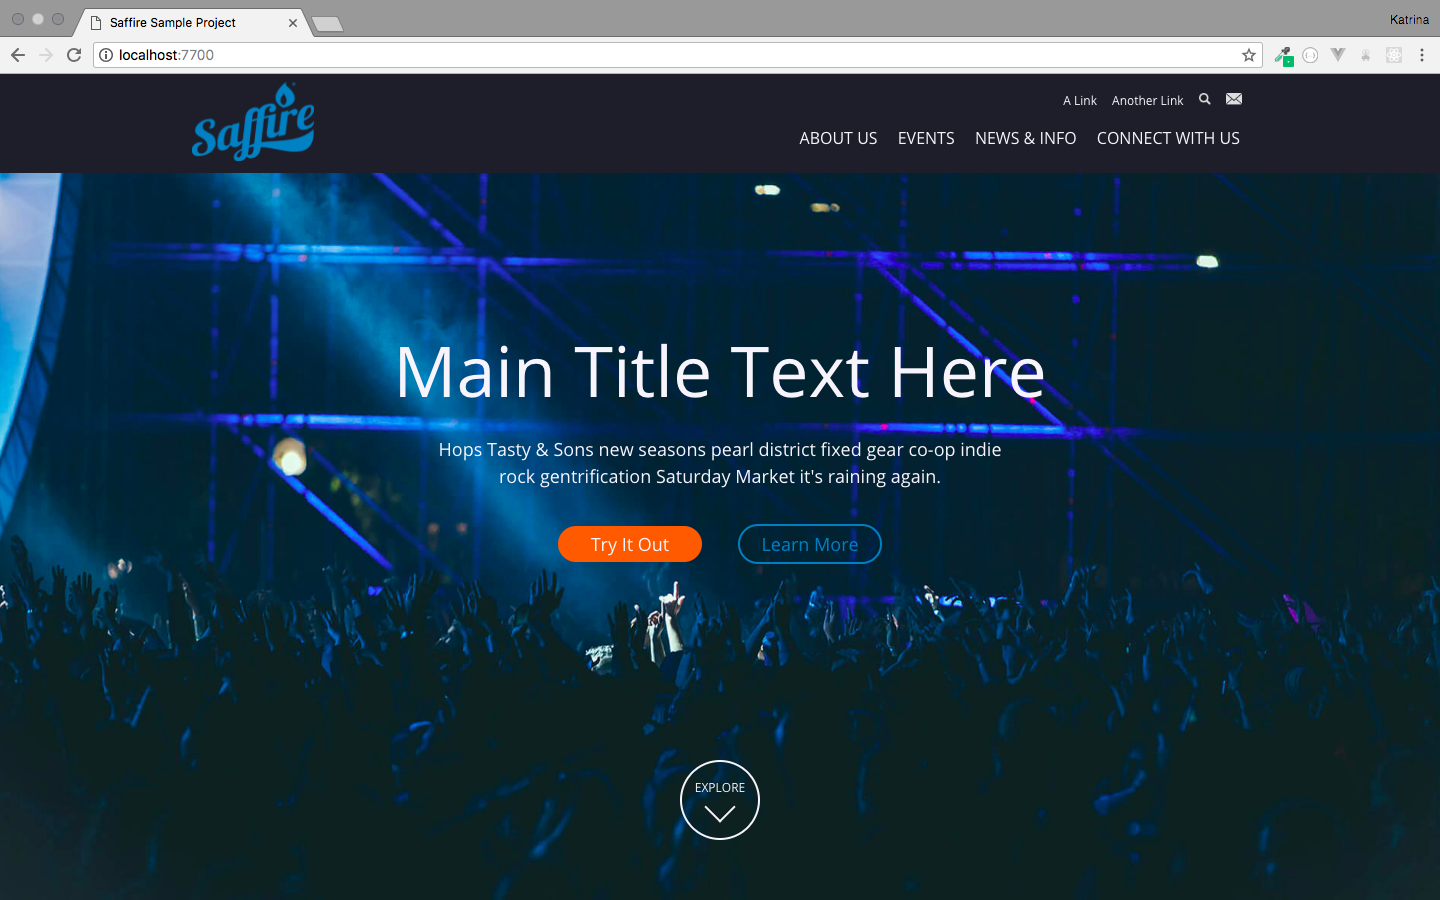 Saffire Sample Project
Katrina
localhost:7700
Saffire
A Link Another Link
ABOUT US EVENTS NEWS & INFO CONNECT WITH US
Main Title Text Here
Hops Tasty & Sons new seasons pearl district fixed gear co-op indie
rock gentrification Saturday Market it's raining again.
Try It Out Learn More
EXPLORE